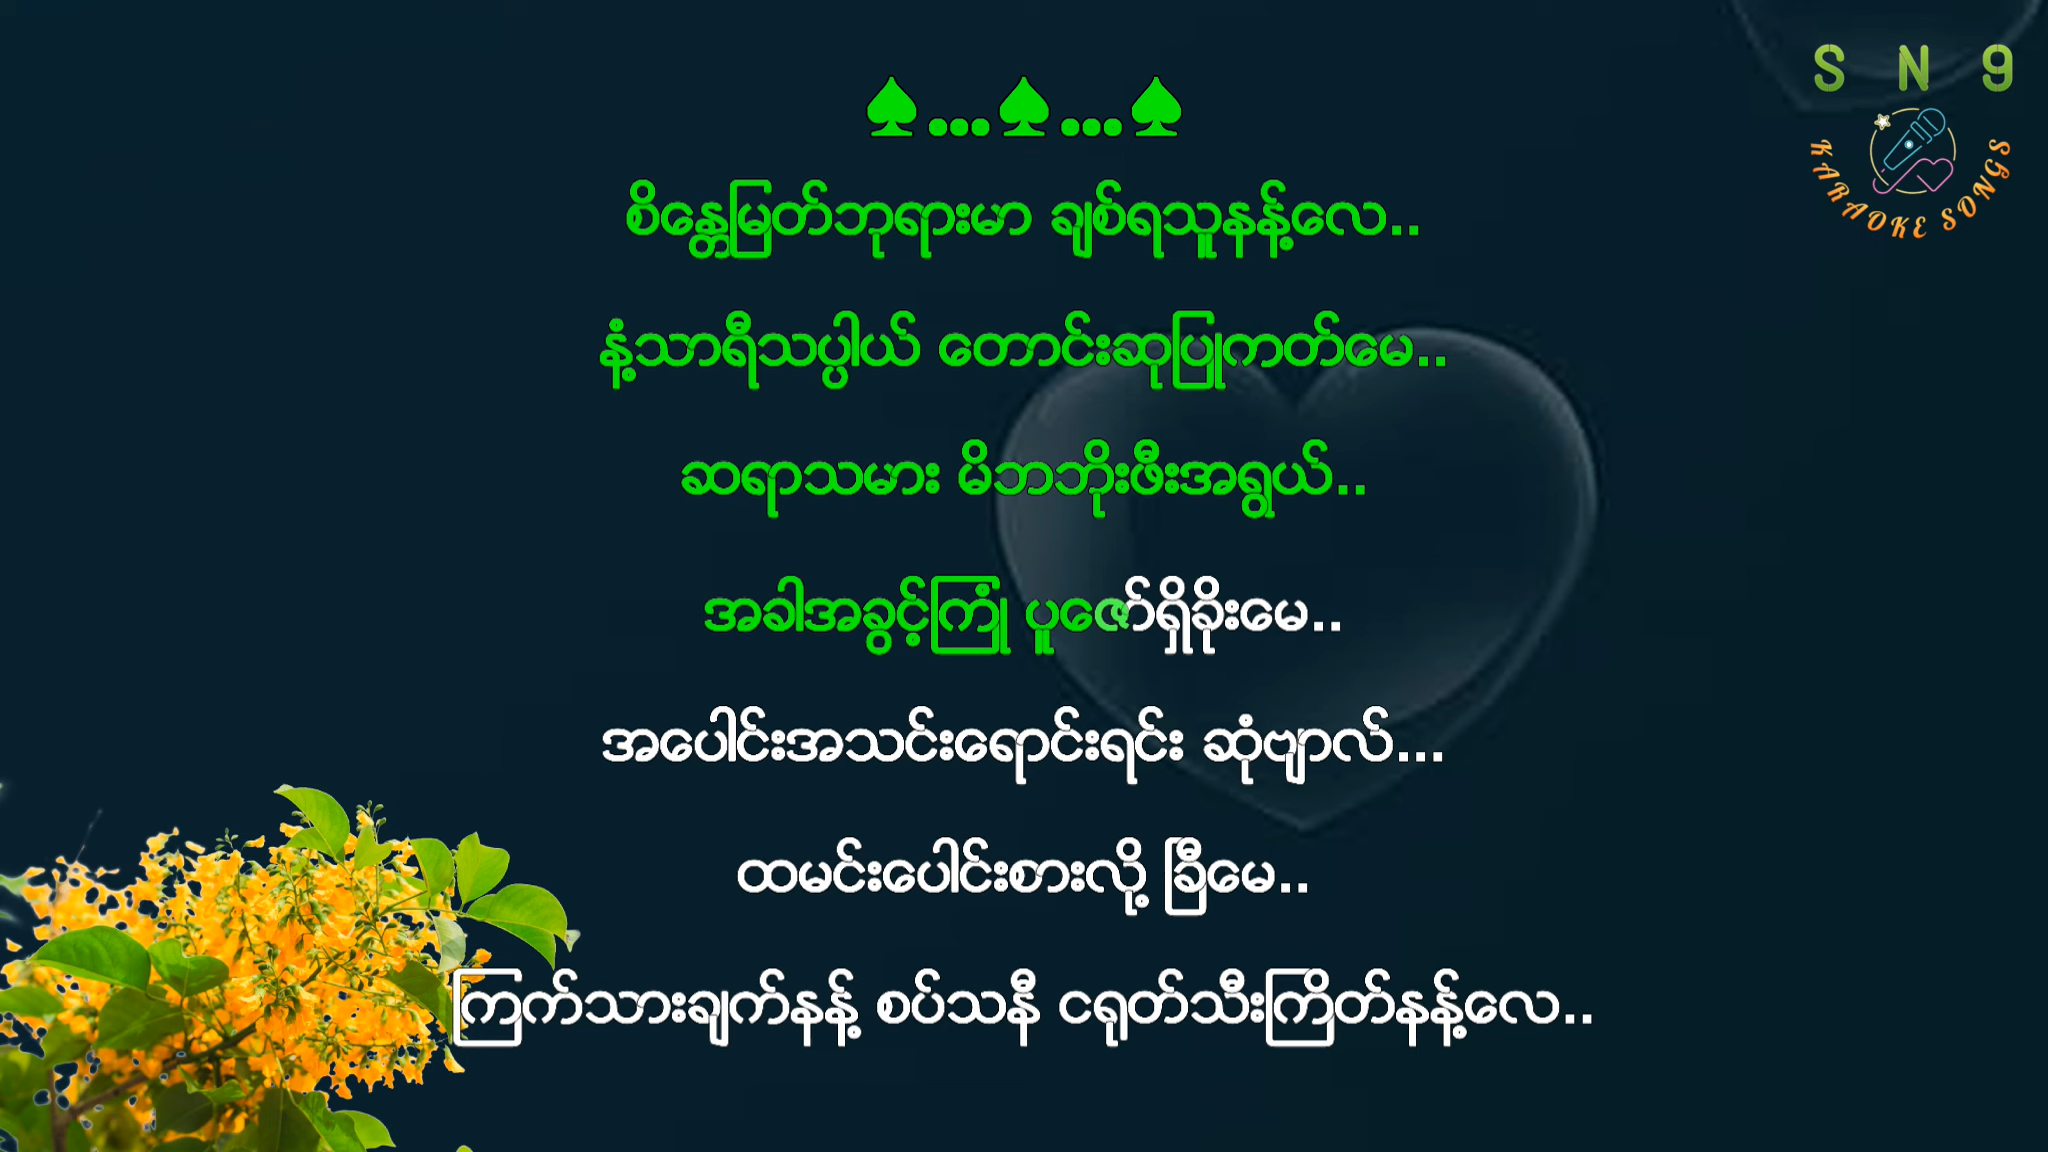 S N 9
KARAOKE SONGS
♠...♠...♠
စိန္တေမြတ်ဘုရားမာ ချစ်ရသူနန့်လေ..
နံ့သာရီသပ္ပါယ် တောင်းဆုပြုကတ်မေ..
ဆရာသမား မိဘဘိုးဖီးအရွယ်..
အခါအခွင့်ကြုံ ပူဇော်ရှိခိုးမေ..
အပေါင်းအသင်းရောင်းရင်း ဆုံဗျာလ်...
ထမင်းပေါင်းစားလို့ ခြီမေ..
ကြက်သားချက်နန့် စပ်သနီ ငရုတ်သီးကြိတ်နန့်လေ..